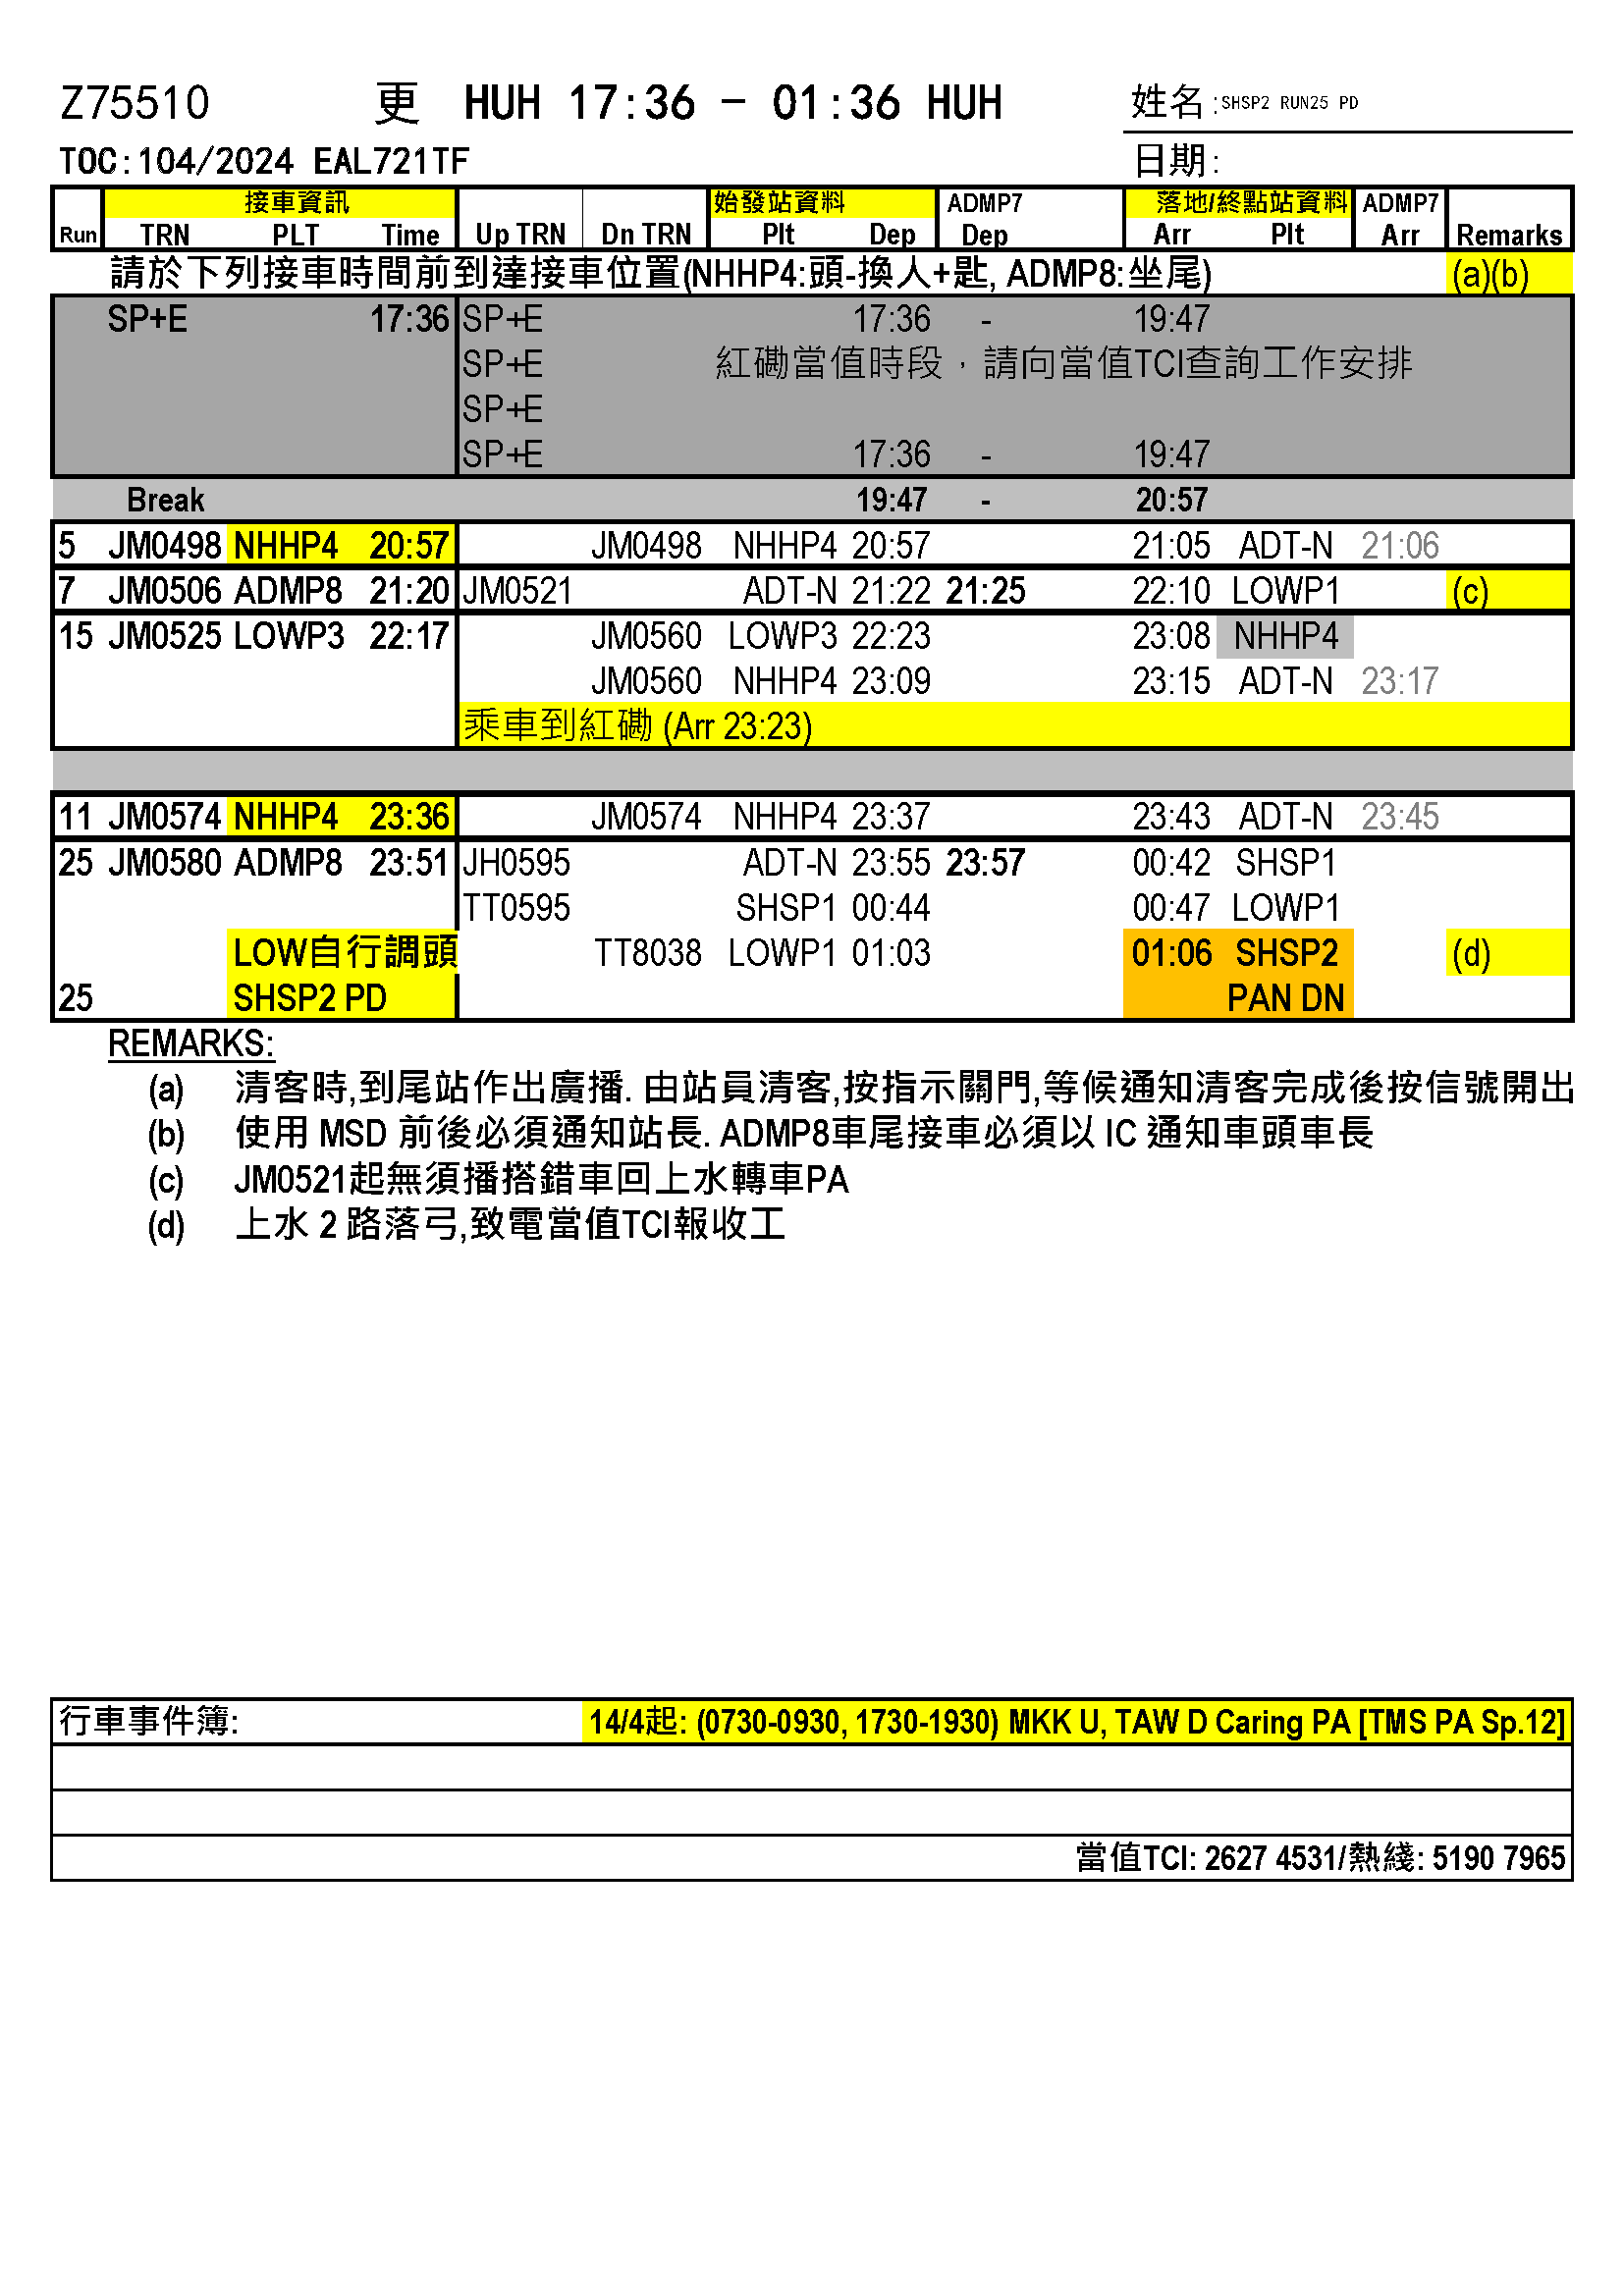 Z75510 更 HUH 17:36 - 01:36 HUH 姓名:SHSP2 RUN25 PD
TOC:104/2024 EAL721TF 日期:
接車資訊 始發站資料 ADMP7 落地/終點站資料 ADMP7
Run TRN PLT Time Up TRN Dn TRN Plt Dep Dep Arr Plt Arr Remarks
請於下列接車時間前到達接車位置(NHHP4:頭-換人+匙, ADMP8:坐尾) (a)(b)
SP+E 17:36 SP+E 17:36 - 19:47
SP+E 紅磡當值時段，請向當值TCI查詢工作安排
SP+E
SP+E 17:36 - 19:47
Break 19:47 - 20:57
5 JM0498 NHHP4 20:57 JM0498 NHHP4 20:57 21:05 ADT-N 21:06
7 JM0506 ADMP8 21:20 JM0521 ADT-N 21:22 21:25 22:10 LOWP1 (c)
15 JM0525 LOWP3 22:17 JM0560 LOWP3 22:23 23:08 NHHP4
JM0560 NHHP4 23:09 23:15 ADT-N 23:17
乘車到紅磡 (Arr 23:23)
11 JM0574 NHHP4 23:36 JM0574 NHHP4 23:37 23:43 ADT-N 23:45
25 JM0580 ADMP8 23:51 JH0595 ADT-N 23:55 23:57 00:42 SHSP1
TT0595 SHSP1 00:44 00:47 LOWP1
LOW自行調頭 TT8038 LOWP1 01:03 01:06 SHSP2 (d)
25 SHSP2 PD PAN DN
REMARKS:
(a) 清客時,到尾站作出廣播. 由站員清客,按指示關門,等候通知清客完成後按信號開出
(b) 使用 MSD 前後必須通知站長. ADMP8車尾接車必須以 IC 通知車頭車長
(c) JM0521起無須播搭錯車回上水轉車PA
(d) 上水 2 路落弓,致電當值TCI報收工
行車事件簿: 14/4起: (0730-0930, 1730-1930) MKK U, TAW D Caring PA [TMS PA Sp.12]
當值TCI: 2627 4531/熱綫: 5190 7965